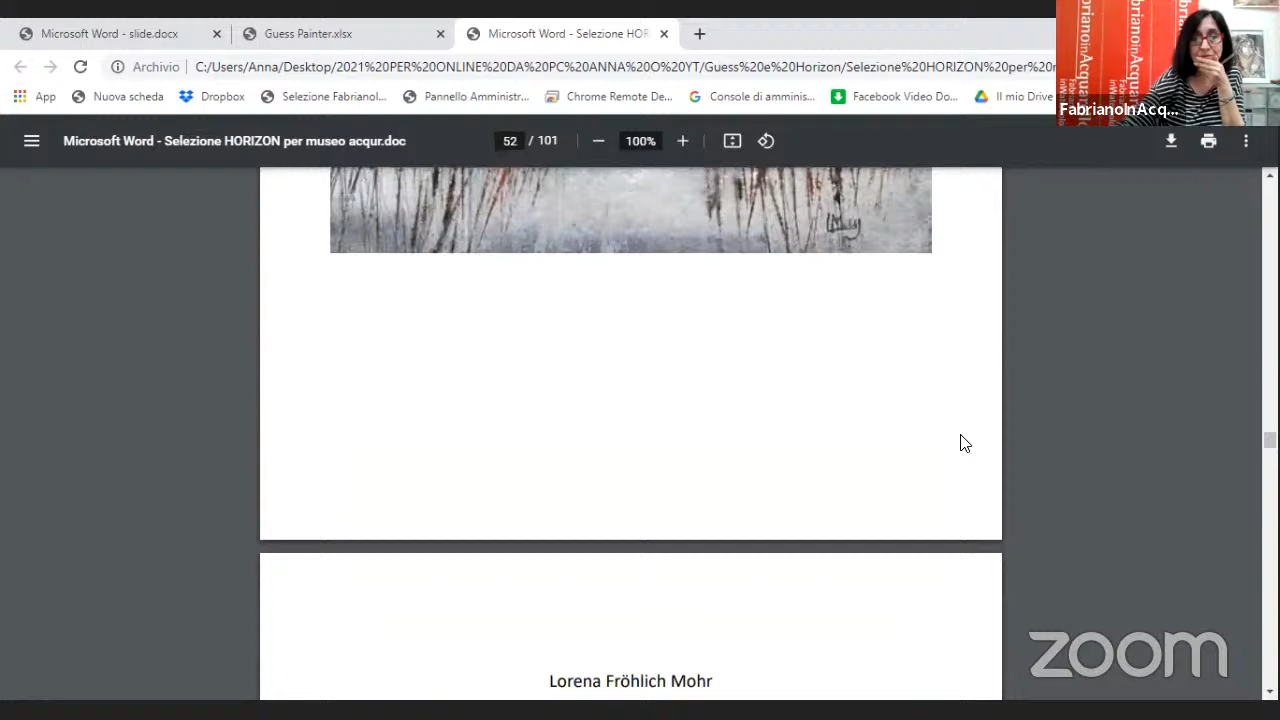 Microsoft Word - slide.docx
Guess Painter.xlsx
Microsoft Word - Selezione HOR
Archivio
C:/Users/Anna/Desktop/2021%20PER%20ONLINE%20DA%20PC%20ANNA%20O%20YT/Guess%20e%20Horizon/Selezione%20HORIZON%20per%20
App
Nuova scheda
Dropbox
Selezione Fabriano...
Pannello Amministr...
Chrome Remote De...
Console di amminis...
Facebook Video Do...
Il mio Drive
FabrianoInAcq...
Microsoft Word - Selezione HORIZON per museo acqur.doc
52 / 101
100%
Lorena Fröhlich Mohr
zoom